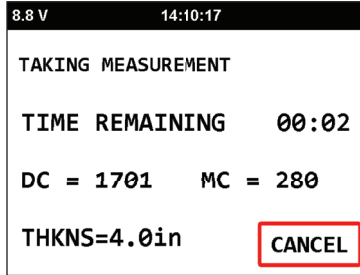 8.8 V 14:10:17
TAKING MEASUREMENT
TIME REMAINING 00:02
DC = 1701 MC = 280
THKNS=4.0in CANCEL